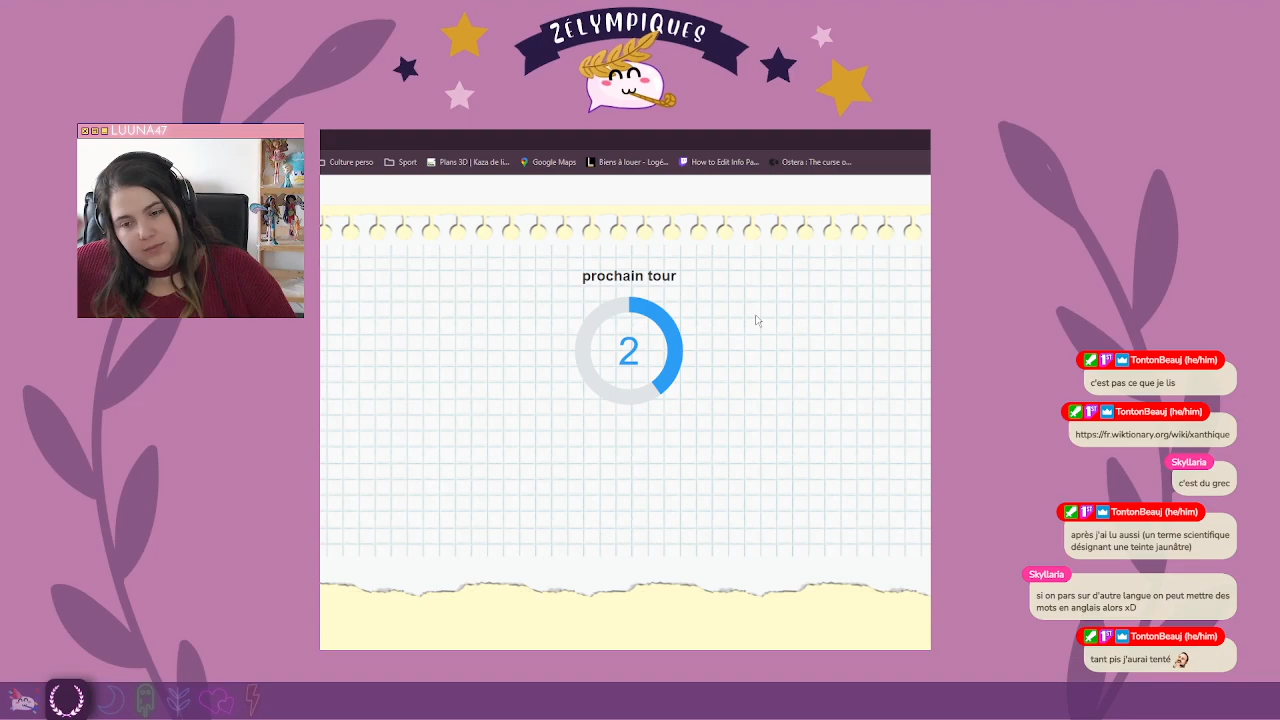 ZÉLYMPIQUES
LUUNA47
Culture perso
Sport
Plans 3D | Kaza de li...
Google Maps
Biens à louer - Logé...
How to Edit Info Pa...
Ostera : The curse o...
prochain tour
2
TontonBeauj (he/him)
c'est pas ce que je lis
TontonBeauj (he/him)
https://fr.wiktionary.org/wiki/xanthique
Skyllaria
c'est du grec
TontonBeauj (he/him)
après j'ai lu aussi (un terme scientifique
désignant une teinte jaunâtre)
Skyllaria
si on pars sur d'autre langue on peut mettre des
mots en anglais alors xD
TontonBeauj (he/him)
tant pis j'aurai tenté